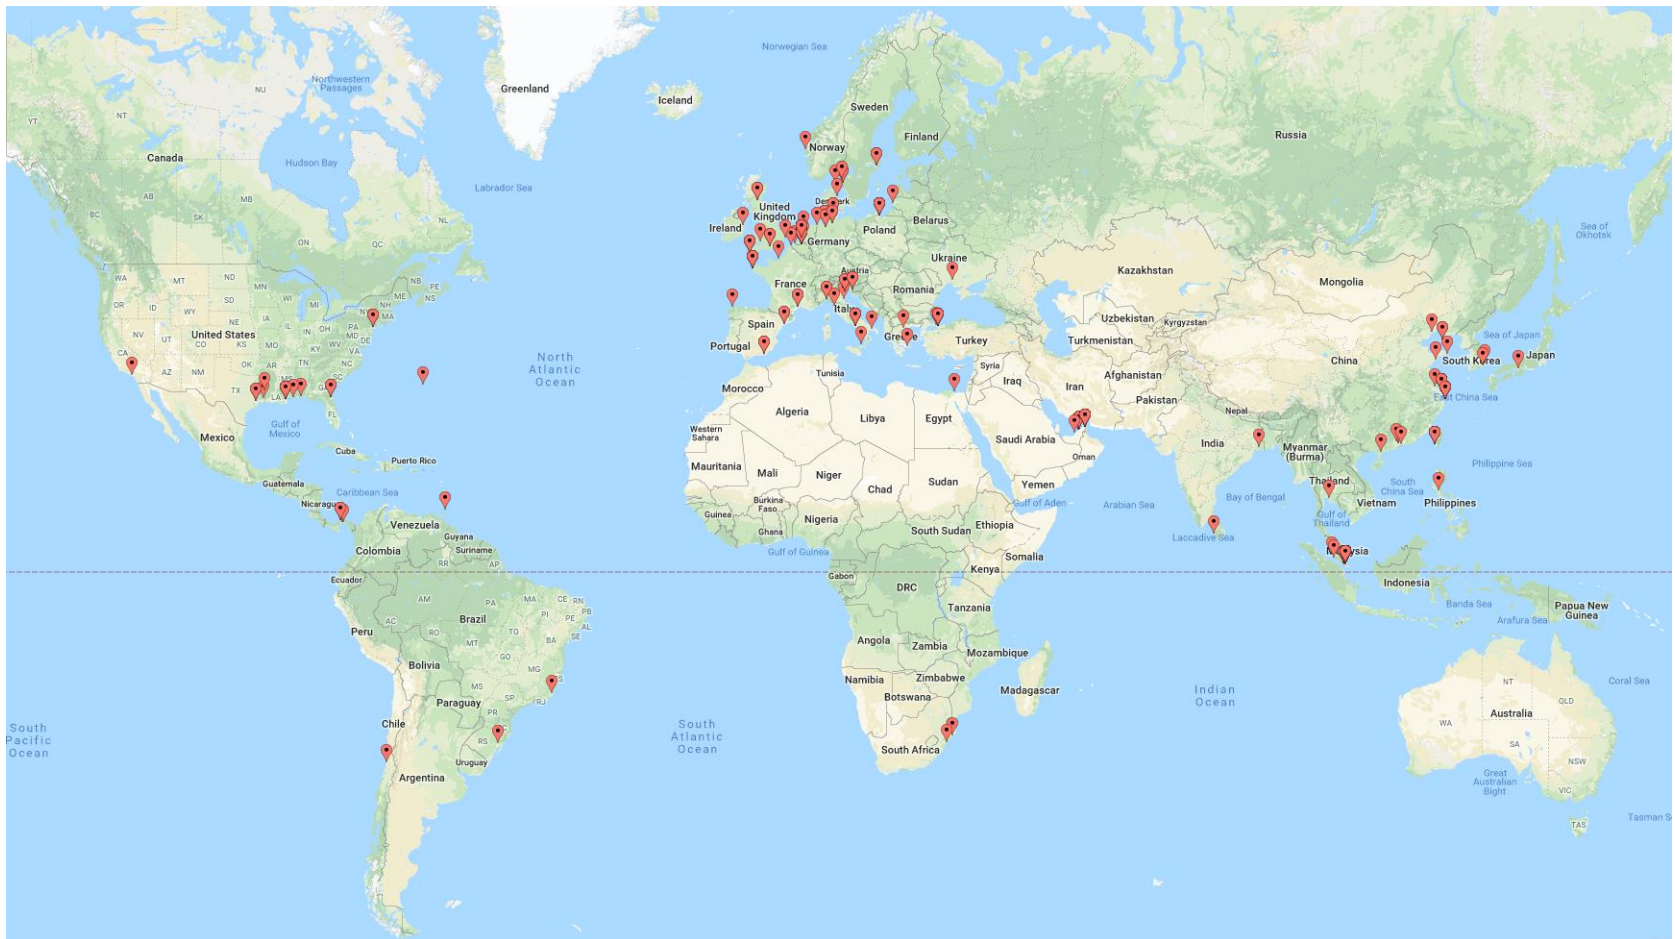 Norwegian Sea
Greenland
Northwestern
Passages
NU
Iceland
Sweden
NT
YT
Finland
Russia
Norway
Canada
Hudson Bay
Labrador Sea
AB
MB
BC
SK
NL
United
Kingdom
Ireland
Belarus
Sea of
Okhotsk
Poland
ON
QC
Germany
Ukraine
Austria
Kazakhstan
Mongolia
WA
MT
ND
MN
NB
PE
NS
ME
France
Romania
OR
ID
SD
WI
MI
NH
MA
WY
NE
IA
IL
IN
OH
PA
MD
DE
NV
UT
United States
CO
KS
MO
KY
WV
VA
TN
NC
SC
CA
AZ
NM
OK
AR
TX
LA
FL
Spain
Portugal
Italy
Greece
Turkey
Uzbekistan
Kyrgyzstan
Turkmenistan
Sea of Japan
Japan
South Korea
China
North
Atlantic
Ocean
Tunisia
Syria
Iraq
Iran
Afghanistan
Pakistan
Morocco
East China Sea
Algeria
Libya
Egypt
Nepal
Gulf of
Mexico
Mexico
Western
Sahara
Saudi Arabia
India
Myanmar
(Burma)
Cuba
Puerto Rico
Oman
Mauritania
Mali
Niger
Chad
Sudan
Yemen
Philippine Sea
Guatemala
Caribbean Sea
Thailand
South
China Sea
Nicaragua
Burkina
Faso
Gulf of Aden
Arabian Sea
Bay of Bengal
Vietnam
Philippines
Guinea
Nigeria
Ethiopia
Gulf of
Thailand
Venezuela
Ghana
South Sudan
Guyana
Laccadive Sea
Colombia
Suriname
Gulf of Guinea
Somalia
RR
AP
Kenya
Ecuador
Gabon
Indonesia
DRC
AM
PA
MA
CE
RN
PB
PI
PE
AL
SE
Tanzania
Banda Sea
Papua New
Guinea
Arafura Sea
AC
RO
Brazil
TO
BA
MT
Peru
Angola
Zambia
Mozambique
GO
Bolivia
MG
Namibia
Zimbabwe
Madagascar
Botswana
Indian
Ocean
NT
QLD
Coral Sea
MS
SP
RJ
ES
Paraguay
PR
WA
Australia
South
Pacific
Ocean
Chile
RS
South
Atlantic
Ocean
South Africa
SA
NSW
Uruguay
Argentina
Great
Australian
Bight
VIC
TAS
Tasman S